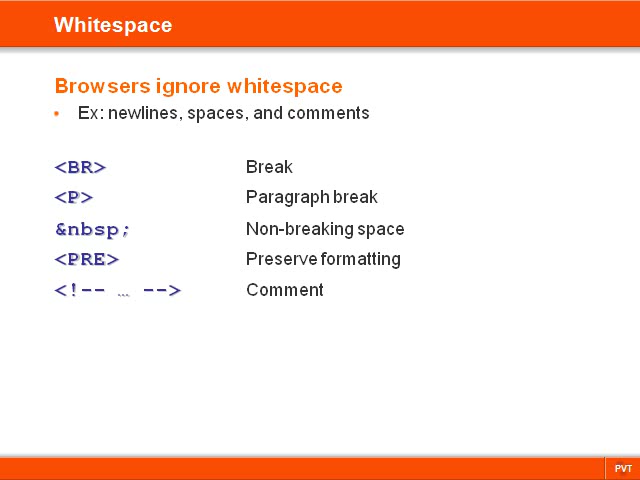 Whitespace
Browsers ignore whitespace
• Ex: newlines, spaces, and comments
<BR> Break
<P> Paragraph break
&nbsp; Non-breaking space
<PRE> Preserve formatting
<!-- … --> Comment
PVT